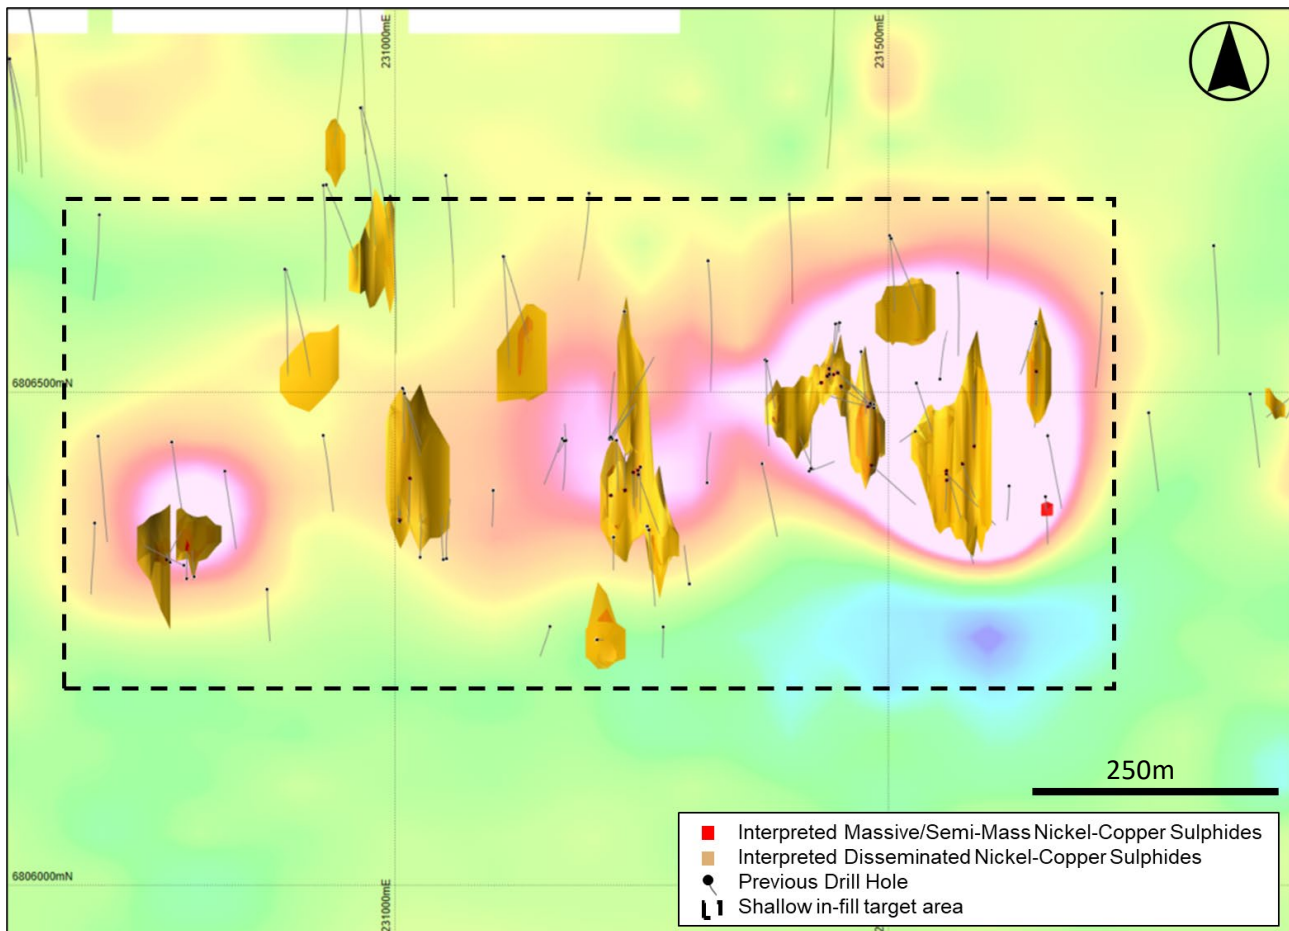 231000mE
231500mE
6806500mN
250m
Interpreted Massive/Semi-Mass Nickel-Copper Sulphides
Interpreted Disseminated Nickel-Copper Sulphides
Previous Drill Hole
Shallow in-fill target area
6806000mN
231000mE